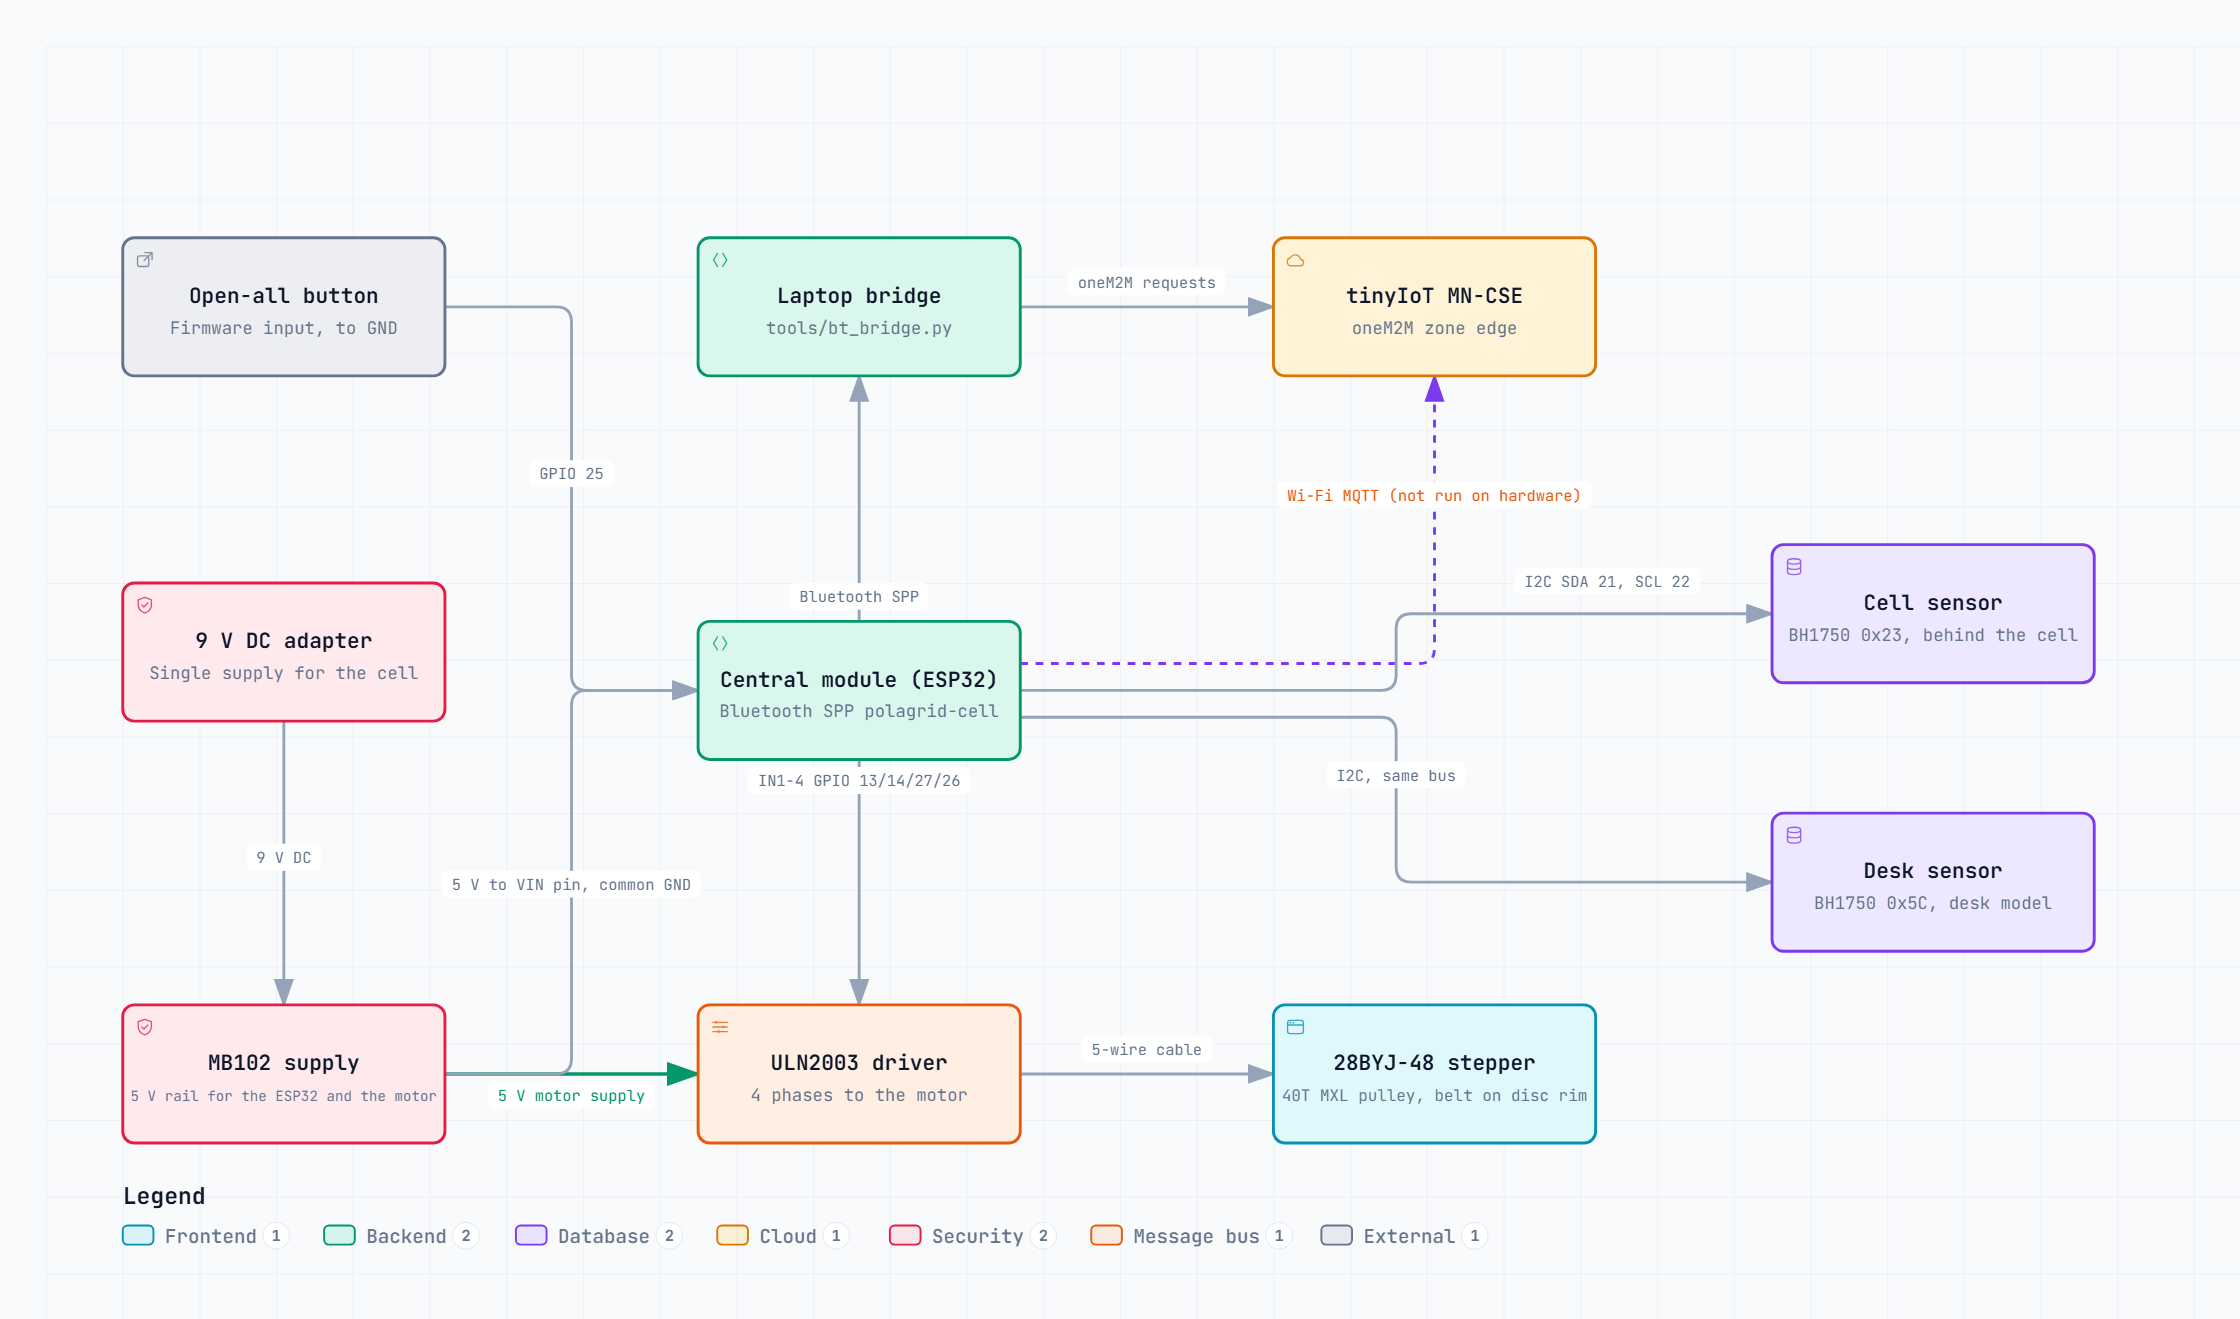 Open-all button
Firmware input, to GND
Laptop bridge
tools/bt_bridge.py
oneM2M requests
tinyIoT MN-CSE
oneM2M zone edge
GPIO 25
Wi-Fi MQTT (not run on hardware)
Bluetooth SPP
I2C SDA 21, SCL 22
Cell sensor
BH1750 0x23, behind the cell
9 V DC adapter
Single supply for the cell
Central module (ESP32)
Bluetooth SPP polagrid-cell
IN1-4 GPIO 13/14/27/26
I2C, same bus
9 V DC
5 V to VIN pin, common GND
Desk sensor
BH1750 0x5C, desk model
MB102 supply
5 V rail for the ESP32 and the motor
5 V motor supply
ULN2003 driver
4 phases to the motor
5-wire cable
28BYJ-48 stepper
40T MXL pulley, belt on disc rim
Legend
Frontend 1 Backend 2 Database 2 Cloud 1 Security 2 Message bus 1 External 1